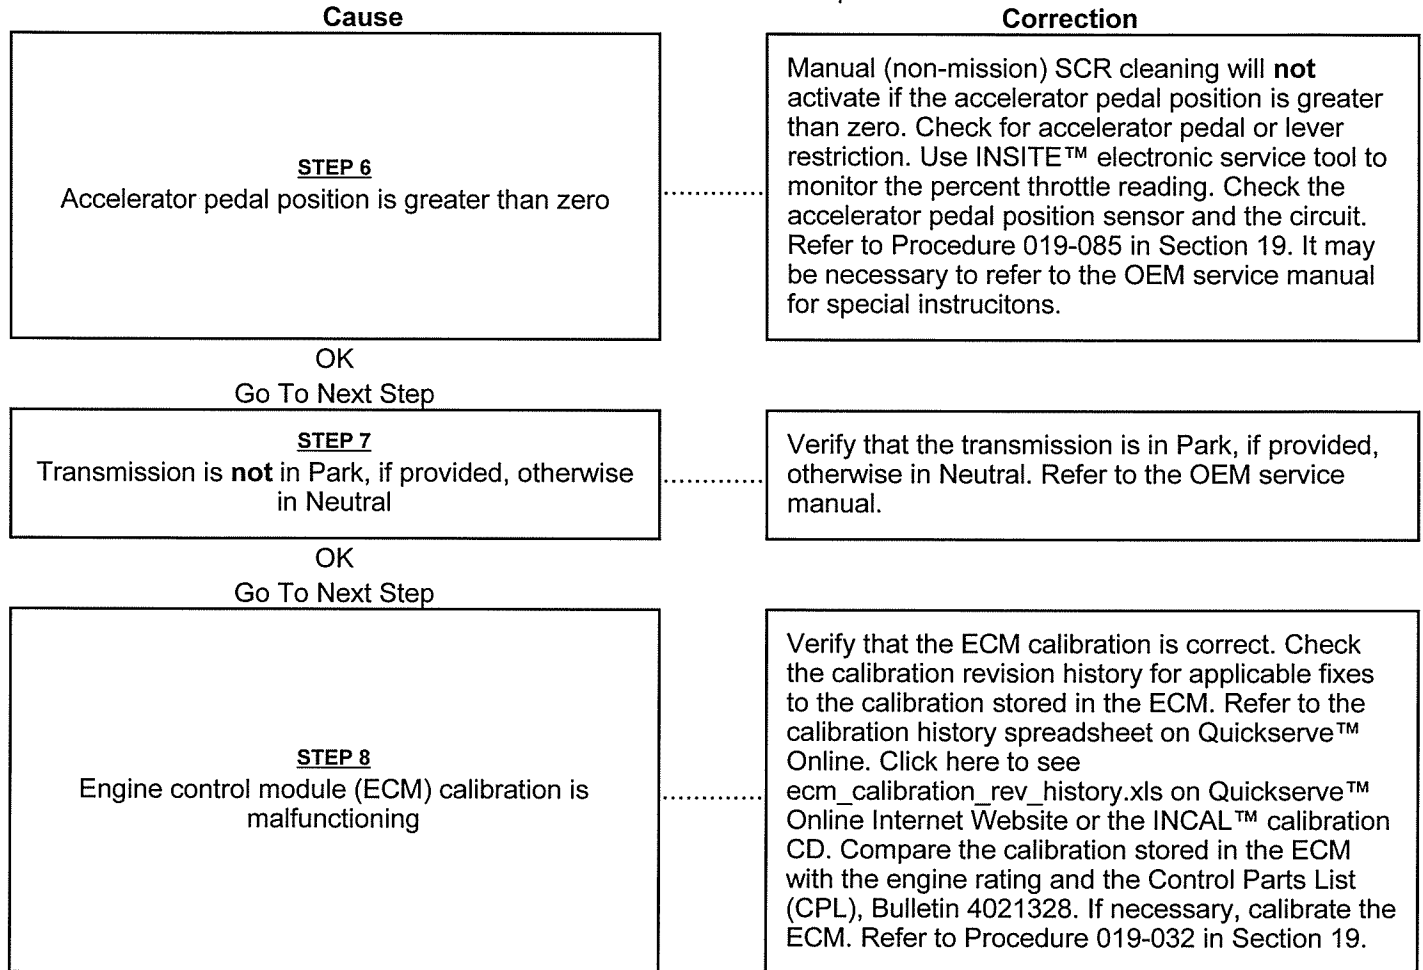 Cause
Correction
STEP 6
Accelerator pedal position is greater than zero
Manual (non-mission) SCR cleaning will not
activate if the accelerator pedal position is greater
than zero. Check for accelerator pedal or lever
restriction. Use INSITE™ electronic service tool to
monitor the percent throttle reading. Check the
accelerator pedal position sensor and the circuit.
Refer to Procedure 019-085 in Section 19. It may
be necessary to refer to the OEM service manual
for special instrucitons.
OK
Go To Next Step
STEP 7
Transmission is not in Park, if provided, otherwise
in Neutral
Verify that the transmission is in Park, if provided,
otherwise in Neutral. Refer to the OEM service
manual.
OK
Go To Next Step
STEP 8
Engine control module (ECM) calibration is
malfunctioning
Verify that the ECM calibration is correct. Check
the calibration revision history for applicable fixes
to the calibration stored in the ECM. Refer to the
calibration history spreadsheet on Quickserve™
Online. Click here to see
ecm_calibration_rev_history.xls on Quickserve™
Online Internet Website or the INCAL™ calibration
CD. Compare the calibration stored in the ECM
with the engine rating and the Control Parts List
(CPL), Bulletin 4021328. If necessary, calibrate the
ECM. Refer to Procedure 019-032 in Section 19.